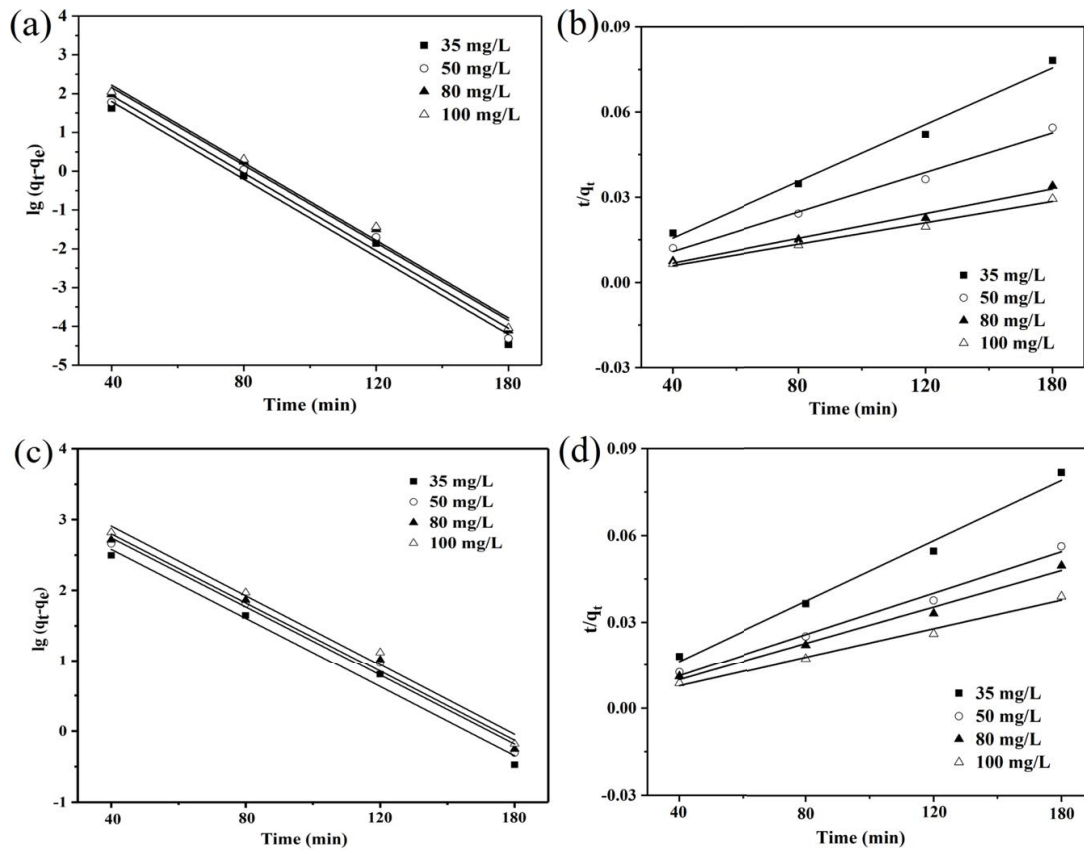 (a)
4
3
2
1
0
-1
-2
-3
-4
-5
lg (qt-qe)
35 mg/L
50 mg/L
80 mg/L
100 mg/L
40
80
120
180
Time (min)
(b)
0.09
0.06
0.03
0.00
-0.03
t/qt
35 mg/L
50 mg/L
80 mg/L
100 mg/L
40
80
120
180
Time (min)
(c)
4
3
2
1
0
-1
lg (qt-qe)
35 mg/L
50 mg/L
80 mg/L
100 mg/L
40
80
120
180
Time (min)
(d)
0.09
0.06
0.03
0.00
-0.03
t/qt
35 mg/L
50 mg/L
80 mg/L
100 mg/L
40
80
120
180
Time (min)